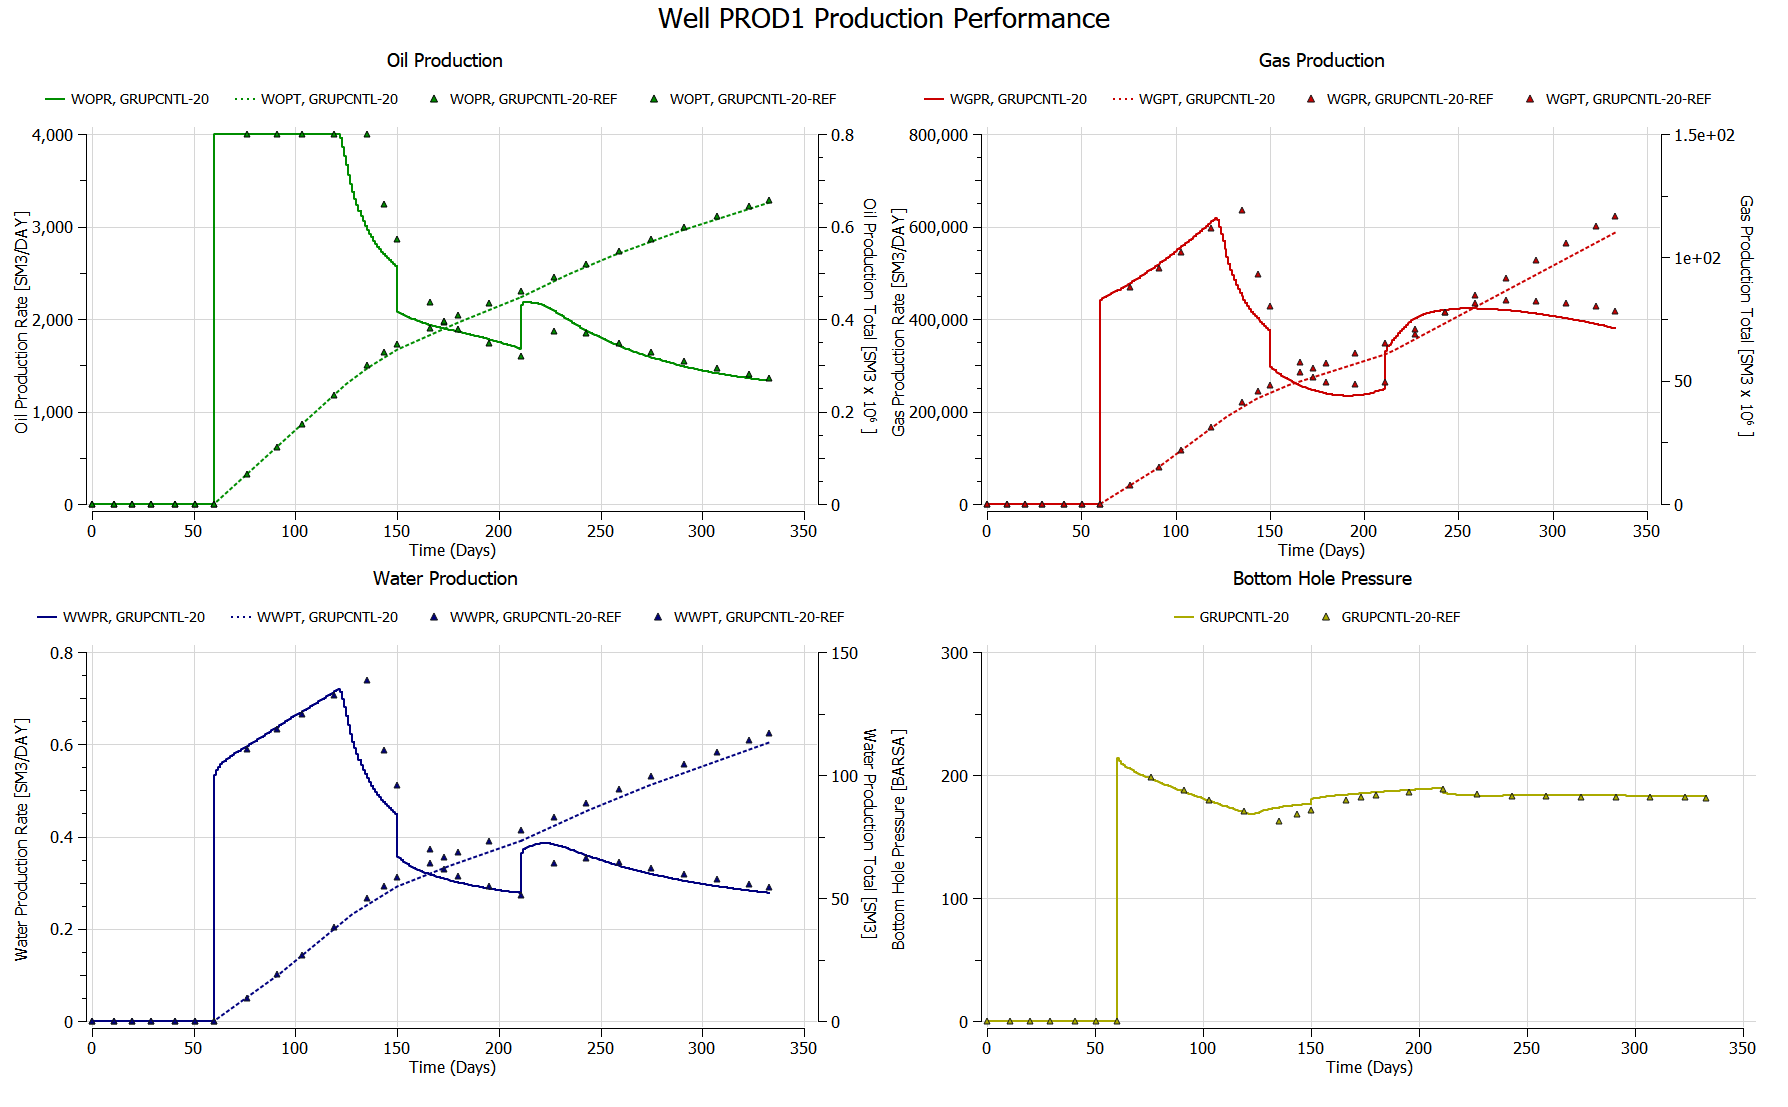 Well PROD1 Production Performance
Oil Production
WOPR, GRUPCNTL-20 WOPT, GRUPCNTL-20 WOPR, GRUPCNTL-20-REF WOPT, GRUPCNTL-20-REF
Oil Production Rate [SM3/DAY]
4,000
3,000
2,000
1,000
0
0.8
0.6
0.4
0.2
0
Oil Production Total [SM3 x 10⁶ ]
0 50 100 150 200 250 300 350
Time (Days)
Gas Production
WGPR, GRUPCNTL-20 WGPT, GRUPCNTL-20 WGPR, GRUPCNTL-20-REF WGPT, GRUPCNTL-20-REF
Gas Production Rate [SM3/DAY]
800,000
600,000
400,000
200,000
0
1.5e+02
1e+02
50
0
Gas Production Total [SM3 x 10⁶ ]
0 50 100 150 200 250 300 350
Time (Days)
Water Production
WWPR, GRUPCNTL-20 WWPT, GRUPCNTL-20 WWPR, GRUPCNTL-20-REF WWPT, GRUPCNTL-20-REF
Water Production Rate [SM3/DAY]
0.8
0.6
0.4
0.2
0
150
100
50
0
Water Production Total [SM3]
0 50 100 150 200 250 300 350
Time (Days)
Bottom Hole Pressure
GRUPCNTL-20 GRUPCNTL-20-REF
Bottom Hole Pressure [BARSA]
300
200
100
0
0 50 100 150 200 250 300 350
Time (Days)